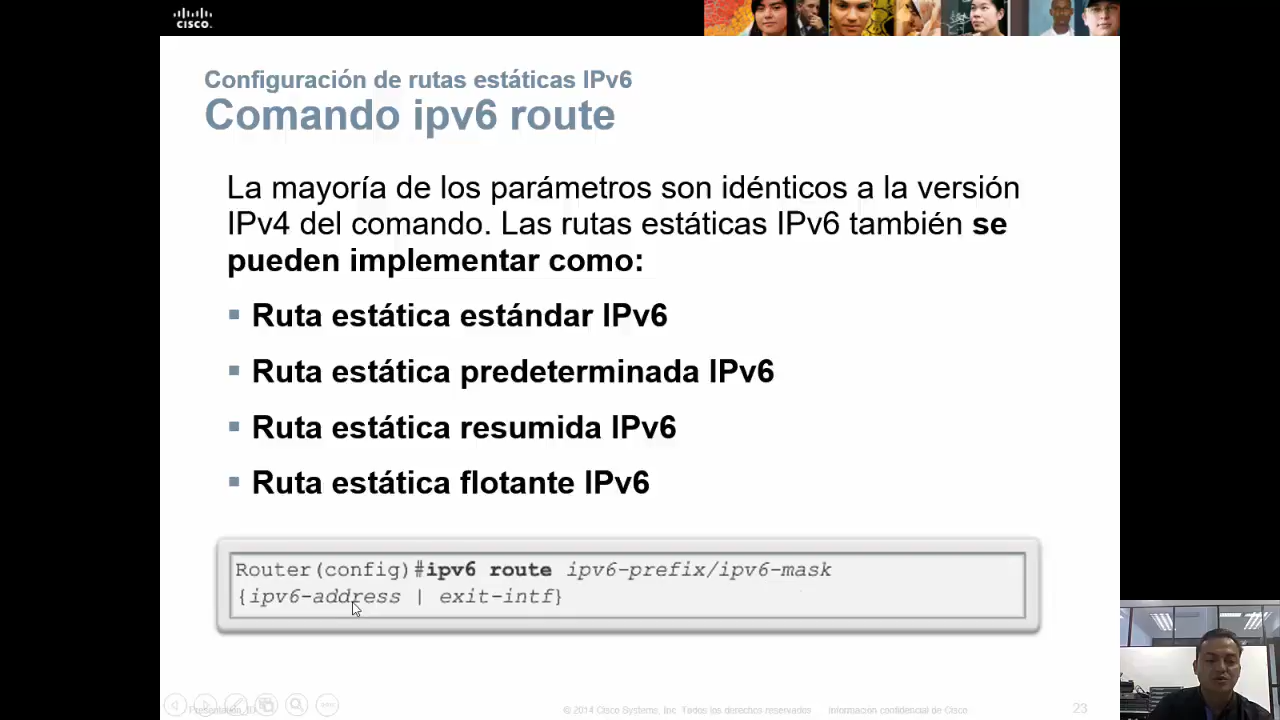 CISCO
Configuración de rutas estáticas IPv6
Comando ipv6 route
La mayoría de los parámetros son idénticos a la versión
IPv4 del comando. Las rutas estáticas IPv6 también se
pueden implementar como:
Ruta estática estándar IPv6
Ruta estática predeterminada IPv6
Ruta estática resumida IPv6
Ruta estática flotante IPv6
Router(config)#ipv6 route ipv6-prefix/ipv6-mask
{ipv6-address | exit-intf}
© 2014 Cisco Systems, Inc. Todos los derechos reservados. Información confidencial de Cisco 23